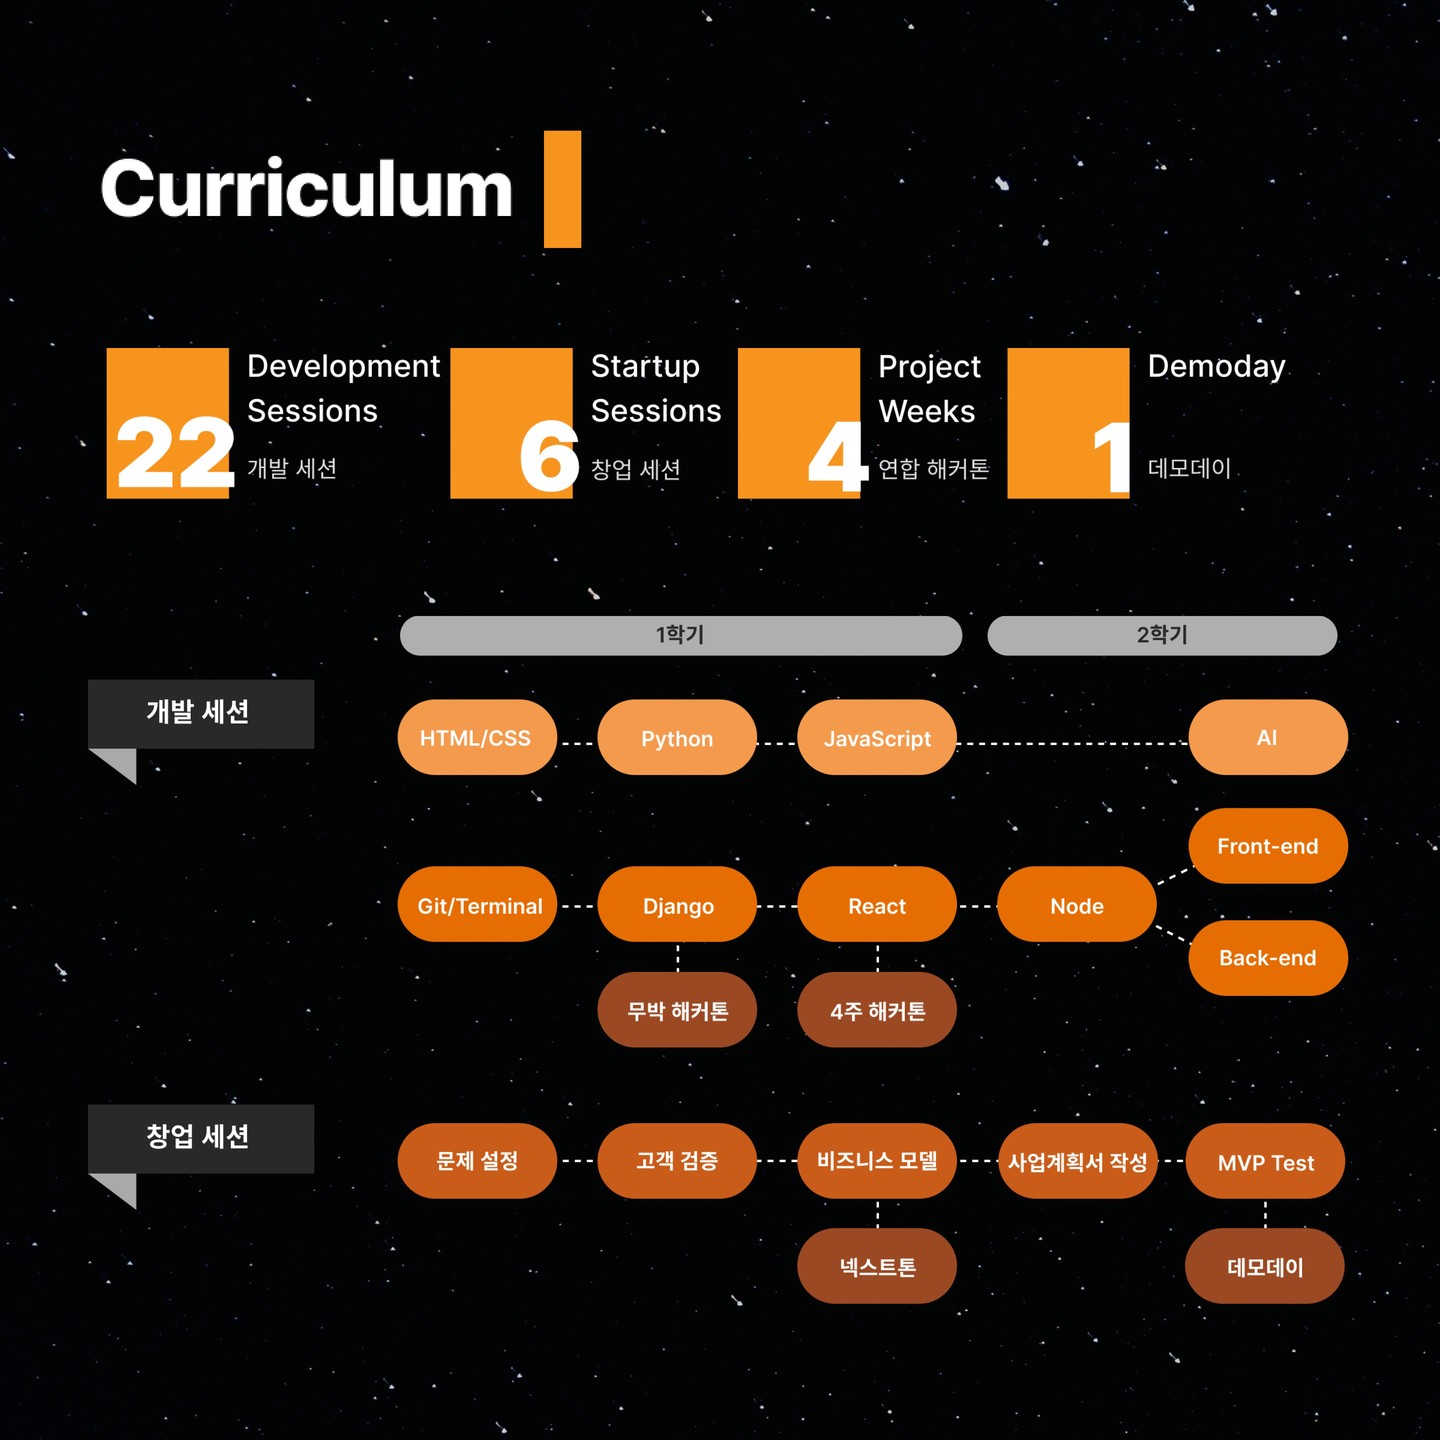 Curriculum
22
Development
Sessions
개발 세션
6
Startup
Sessions
창업 세션
4
Project
Weeks
연합 해커톤
1
Demoday
데모데이
1학기
2학기
개발 세션
HTML/CSS
Python
JavaScript
AI
Front-end
Git/Terminal
Django
React
Node
Back-end
무박 해커톤
4주 해커톤
창업 세션
문제 설정
고객 검증
비즈니스 모델
사업계획서 작성
MVP Test
넥스트톤
데모데이